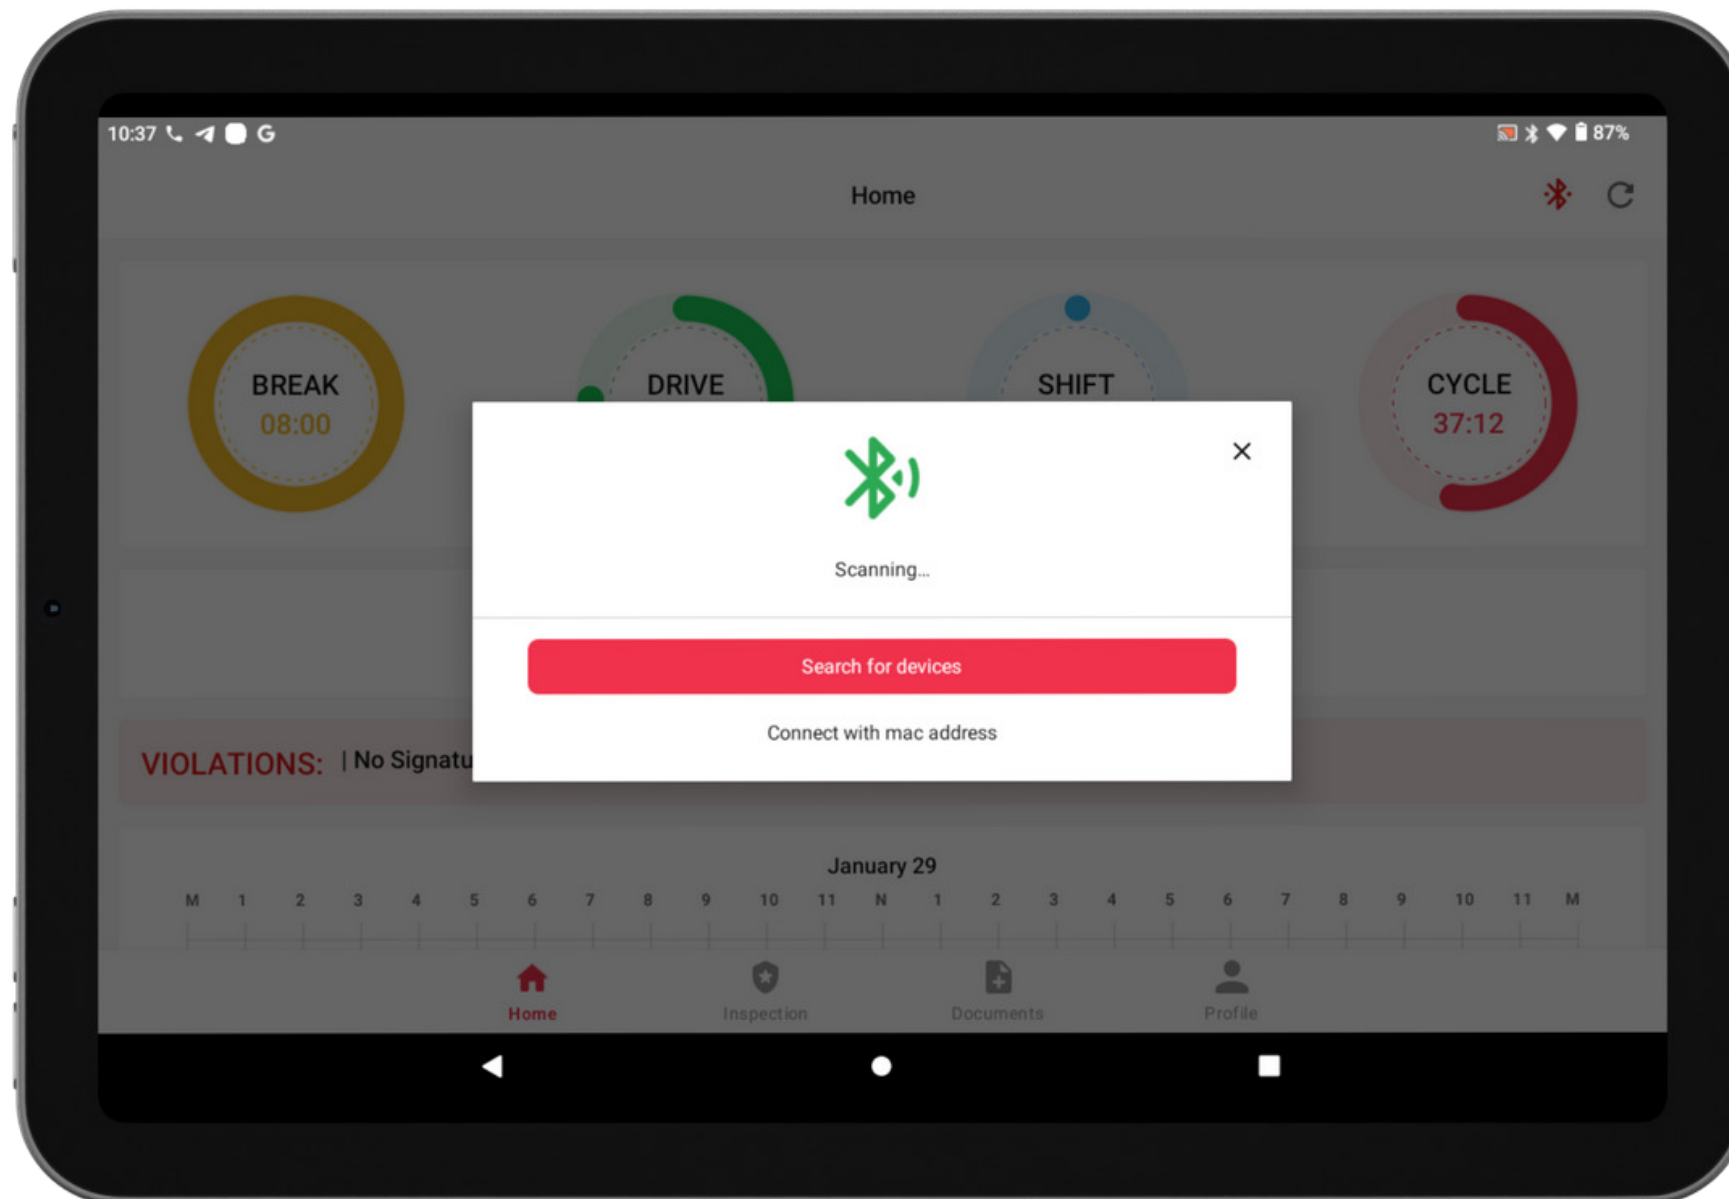 10:37 G 87%
Home
BREAK
08:00
DRIVE
SHIFT
CYCLE
37:12
Scanning...
Search for devices
Connect with mac address
VIOLATIONS: | No Signatu
January 29
M 1 2 3 4 5 6 7 8 9 10 11 N 1 2 3 4 5 6 7 8 9 10 11 M
Home Inspection Documents Profile